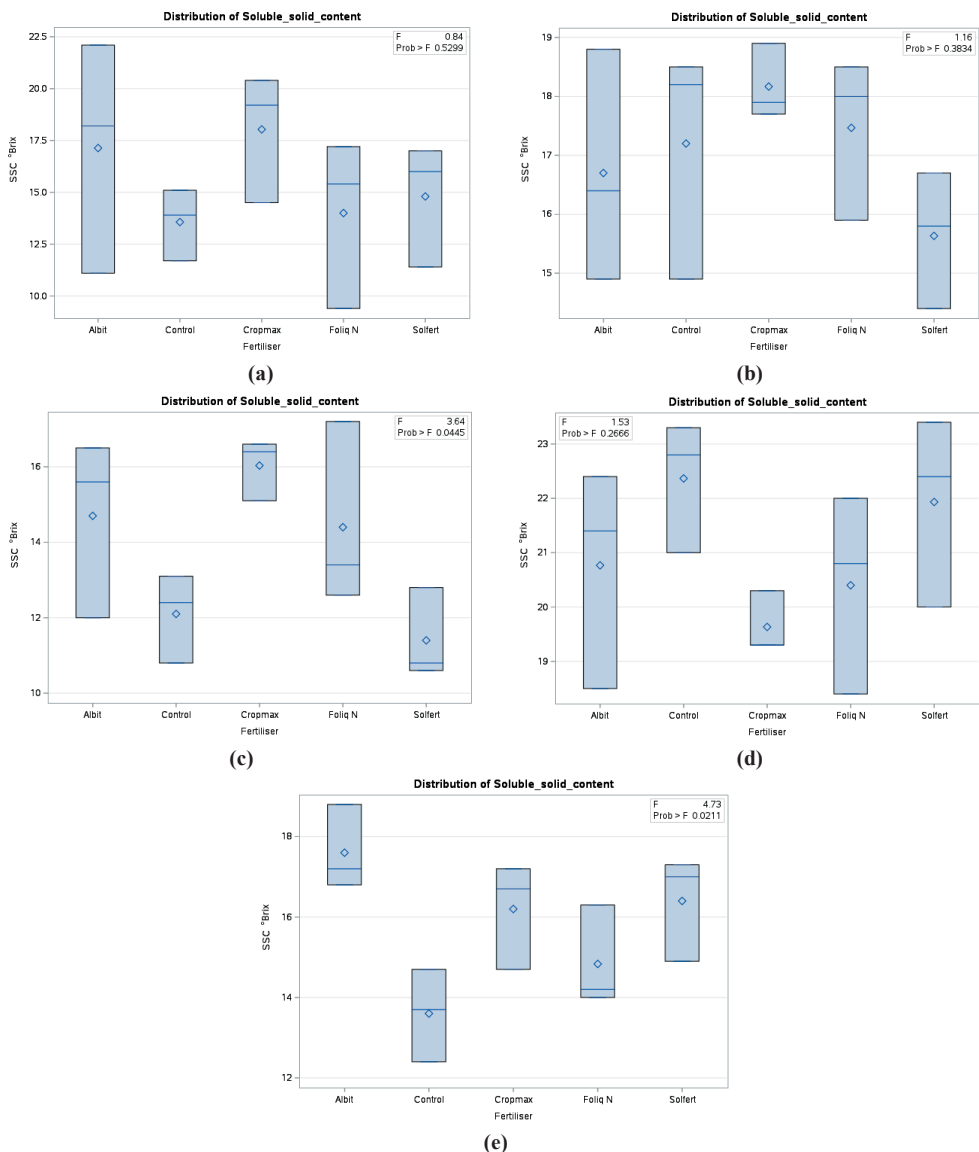 Distribution of Soluble_solid_content
F 0.84
Prob > F 0.5299
22.5
20.0
17.5
15.0
12.5
10.0
SSC °Brix
Albit Control Cropmax Foliq N Solfert
Fertiliser
(a)
Distribution of Soluble_solid_content
F 1.16
Prob > F 0.3834
19
18
17
16
15
SSC °Brix
Albit Control Cropmax Foliq N Solfert
Fertiliser
(b)
Distribution of Soluble_solid_content
F 3.64
Prob > F 0.0445
16
14
12
10
SSC °Brix
Albit Control Cropmax Foliq N Solfert
Fertiliser
(c)
Distribution of Soluble_solid_content
F 1.53
Prob > F 0.2666
23
22
21
20
19
SSC °Brix
Albit Control Cropmax Foliq N Solfert
Fertiliser
(d)
Distribution of Soluble_solid_content
F 4.73
Prob > F 0.0211
18
16
14
12
SSC °Brix
Albit Control Cropmax Foliq N Solfert
Fertiliser
(e)